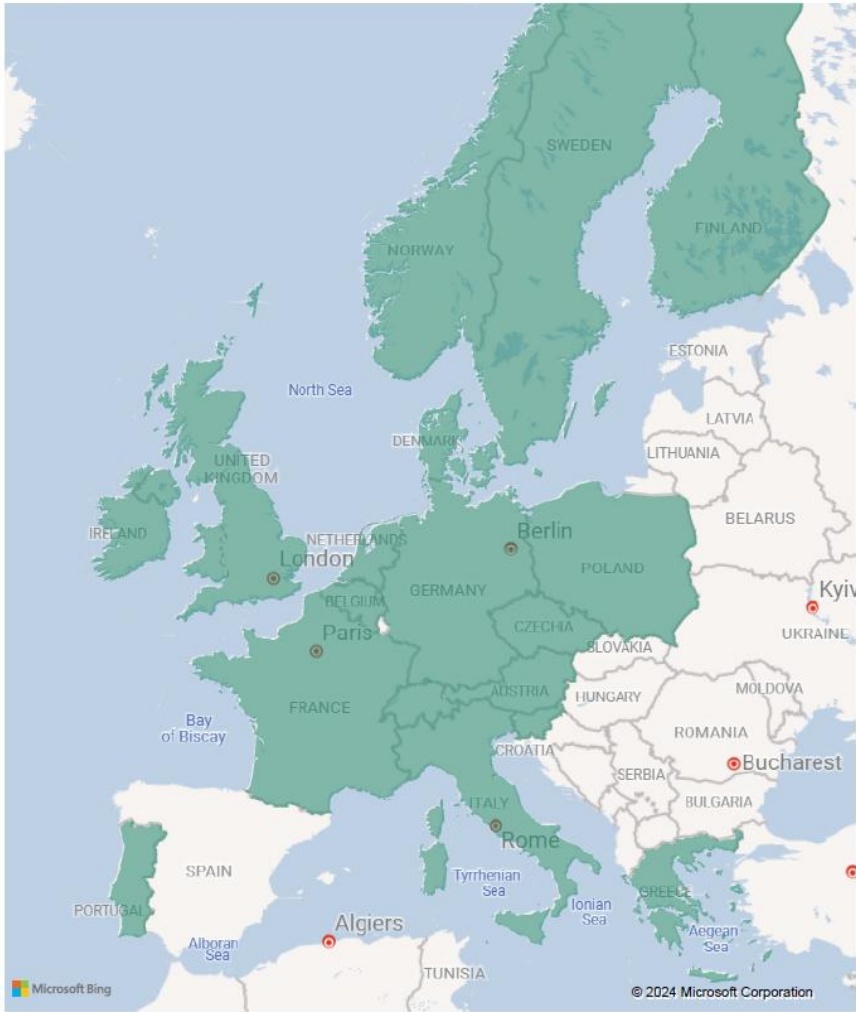 SWEDEN
FINLAND
NORWAY
ESTONIA
North Sea
LATVIA
DENMARK
LITHUANIA
UNITED
KINGDOM
BELARUS
IRELAND
NETHERLANDS
Berlin
London
POLAND
GERMANY
BELGIUM
Kyiv
CZECHIA
UKRAINE
Paris
SLOVAKIA
AUSTRIA
HUNGARY
MOLDOVA
FRANCE
Bay
of Biscay
ROMANIA
CROATIA
Bucharest
SERBIA
ITALY
BULGARIA
Rome
SPAIN
Tyrrhenian
Sea
GREECE
PORTUGAL
Ionian
Sea
Algiers
Aegean
Sea
Alboran
Sea
TUNISIA
Microsoft Bing
© 2024 Microsoft Corporation